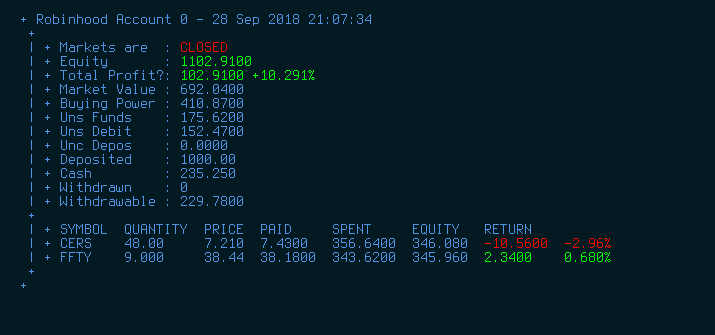 + Robinhood Account 0 - 28 Sep 2018 21:07:34
+
| + Markets are : CLOSED
| + Equity : 1102.9100
| + Total Profit?: 102.9100 +10.291%
| + Market Value : 692.0400
| + Buying Power : 410.8700
| + Uns Funds : 175.6200
| + Uns Debit : 152.4700
| + Unc Depos : 0.0000
| + Deposited : 1000.00
| + Cash : 235.250
| + Withdrawn : 0
| + Withdrawable : 229.7800
+
| + SYMBOL QUANTITY PRICE PAID SPENT EQUITY RETURN
| + CERS 48.00 7.210 7.4300 356.6400 346.080 -10.5600 -2.96%
| + FFTY 9.000 38.44 38.1800 343.6200 345.960 2.3400 0.680%
+
+